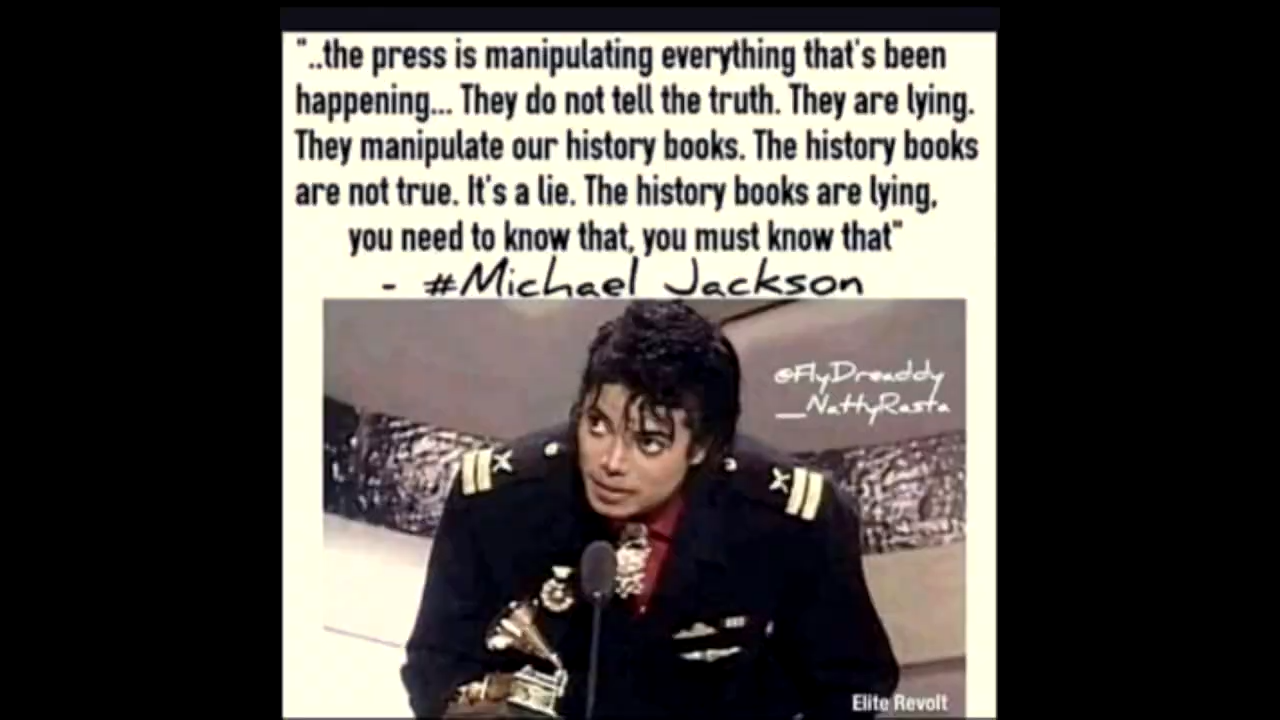 "..the press is manipulating everything that's been
happening... They do not tell the truth. They are lying.
They manipulate our history books. The history books
are not true. It's a lie. The history books are lying,
you need to know that, you must know that"
- #Michael Jackson
@FlyDreaddy
_NattyRasta
Elite Revolt